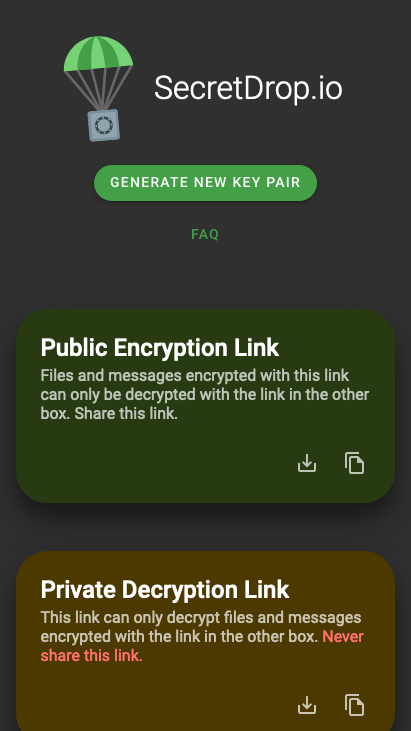 SecretDrop.io
GENERATE NEW KEY PAIR
FAQ
Public Encryption Link
Files and messages encrypted with this link
can only be decrypted with the link in the other
box. Share this link.
Private Decryption Link
This link can only decrypt files and messages
encrypted with the link in the other box. Never
share this link.